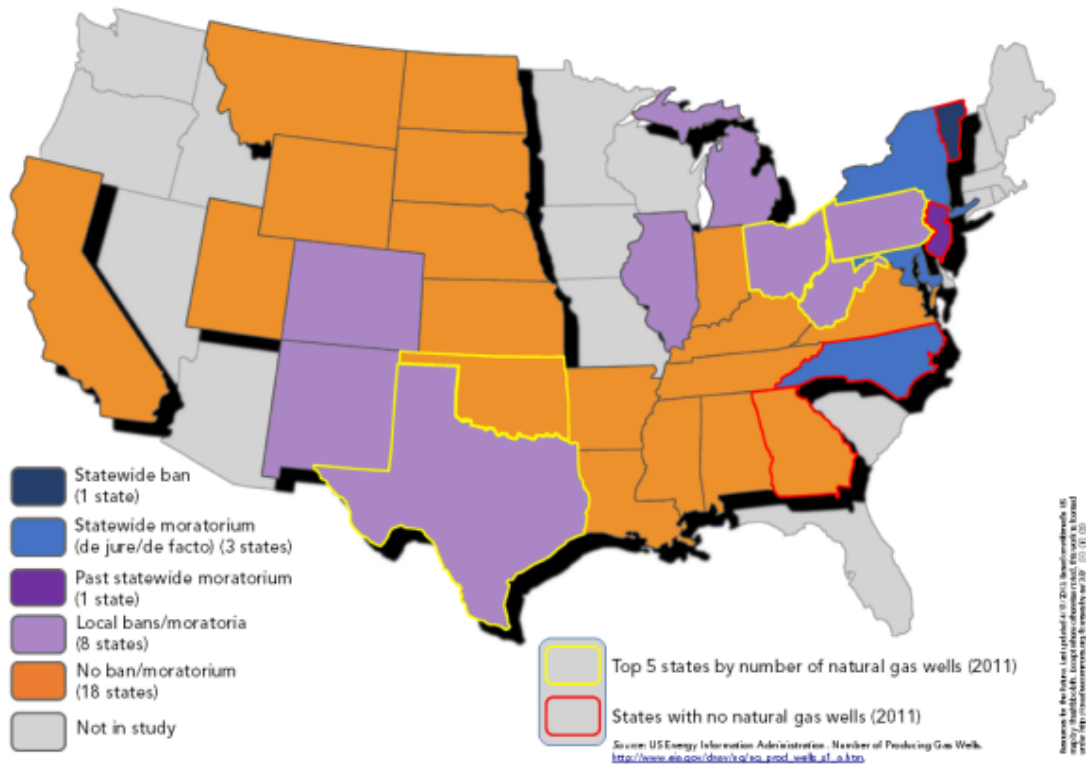 Statewide ban
(1 state)
Statewide moratorium
(de jure/de facto) (3 states)
Past statewide moratorium
(1 state)
Local bans/moratoria
(8 states)
No ban/moratorium
(18 states)
Not in study
Top 5 states by number of natural gas wells (2011)
States with no natural gas wells (2011)
Source: US Energy Information Administration. Number of Producing Gas Wells.